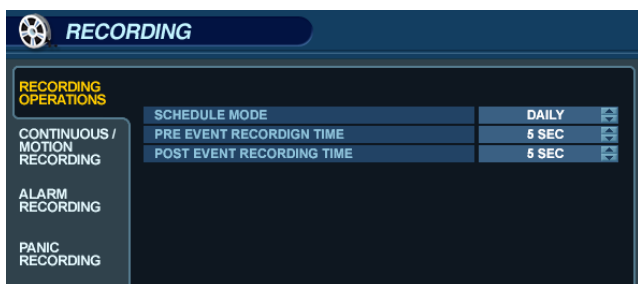 RECORDING
RECORDING
OPERATIONS
SCHEDULE MODE DAILY
PRE EVENT RECORDIGN TIME 5 SEC
POST EVENT RECORDING TIME 5 SEC
CONTINUOUS /
MOTION
RECORDING
ALARM
RECORDING
PANIC
RECORDING